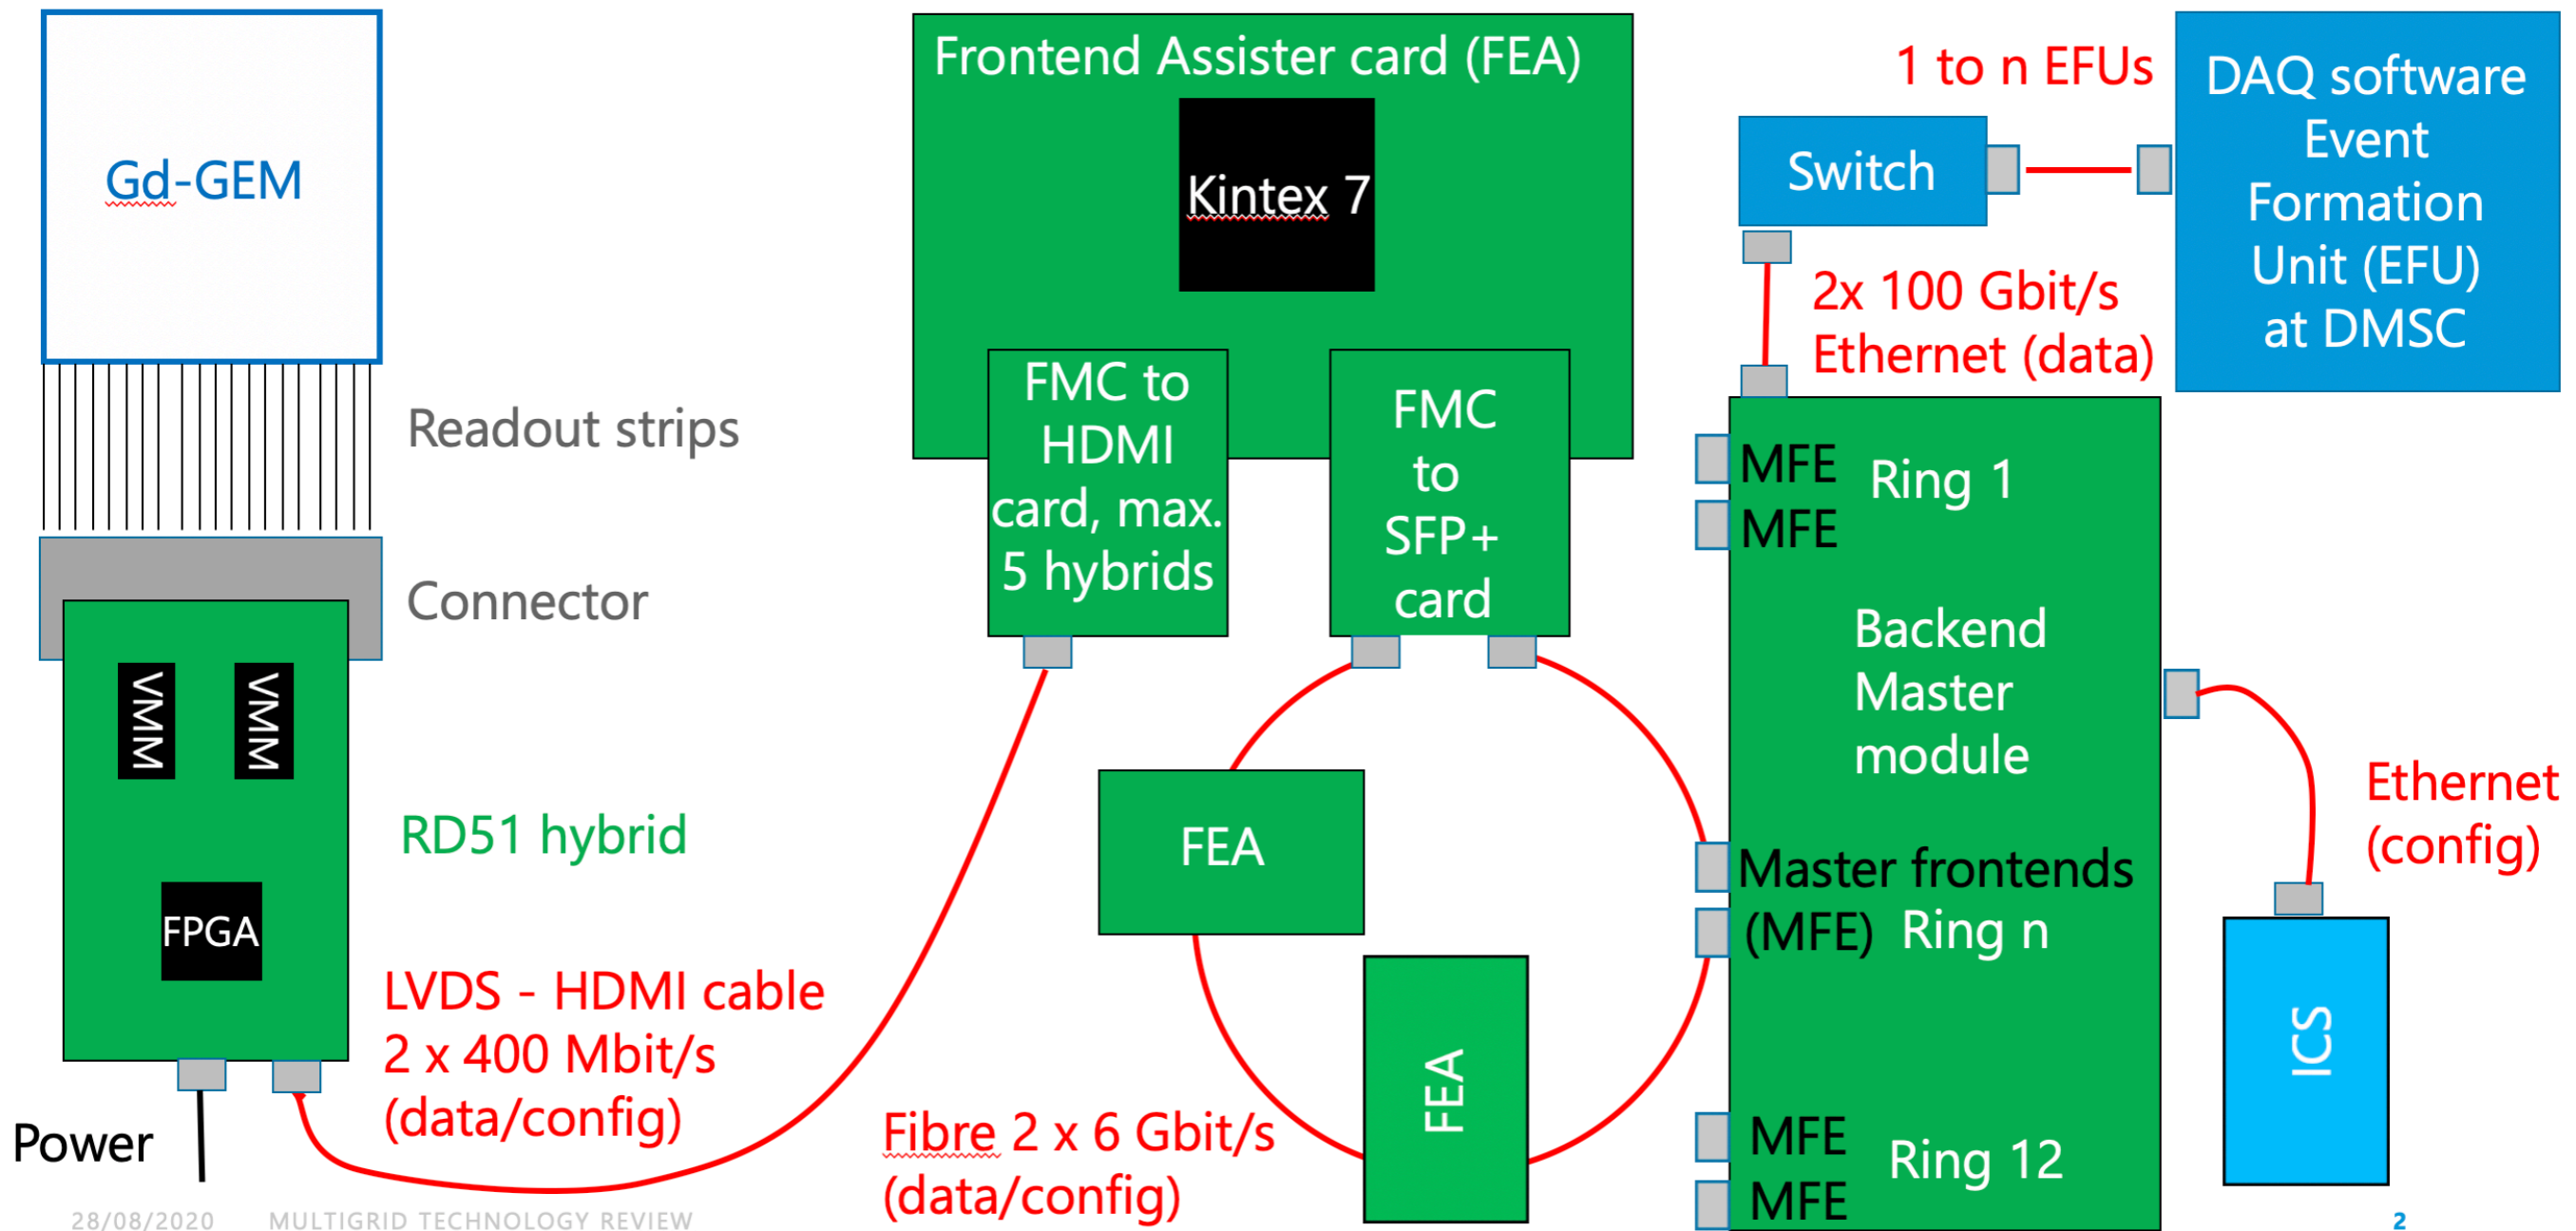 Gd-GEM
Readout strips
Connector
VMM
VMM
RD51 hybrid
FPGA
LVDS - HDMI cable
2 x 400 Mbit/s
(data/config)
Power
Frontend Assister card (FEA)
Kintex 7
FMC to
HDMI
card, max.
5 hybrids
FMC
to
SFP+
card
FEA
FEA
Fibre 2 x 6 Gbit/s
(data/config)
1 to n EFUs
Switch
2x 100 Gbit/s
Ethernet (data)
DAQ software
Event
Formation
Unit (EFU)
at DMSC
MFE
Ring 1
MFE
Backend
Master
module
Master frontends
(MFE) Ring n
MFE
Ring 12
MFE
Ethernet
(config)
ICS
28/08/2020 MULTIGRID TECHNOLOGY REVIEW
2